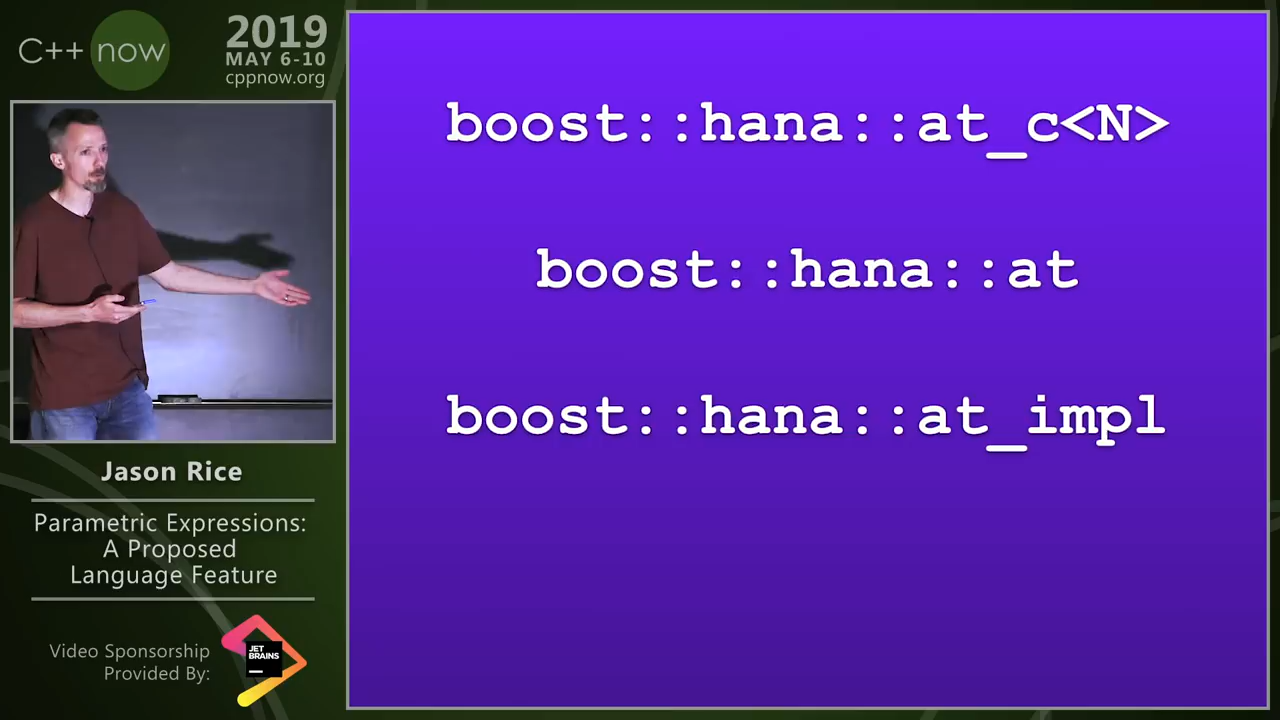 C++ now
2019
MAY 6-10
cppnow.org
boost::hana::at_c<N>
boost::hana::at
boost::hana::at_impl
Jason Rice
Parametric Expressions:
A Proposed
Language Feature
Video Sponsorship
Provided By:
JET
BRAINS